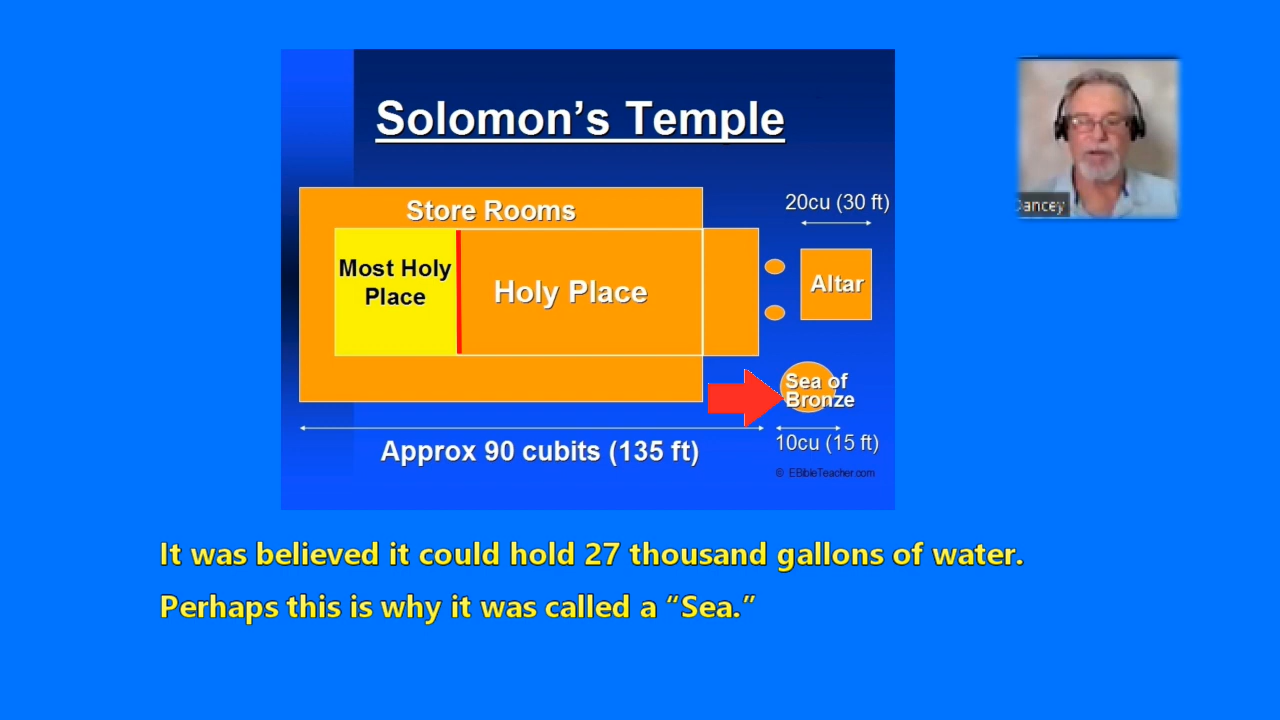 Solomon's Temple
Store Rooms
20cu (30 ft)
Most Holy
Place
Holy Place
Altar
Sea of
Bronze
Approx 90 cubits (135 ft)
10cu (15 ft)
© EBibleTeacher.com
Dancey
It was believed it could hold 27 thousand gallons of water.
Perhaps this is why it was called a “Sea.”